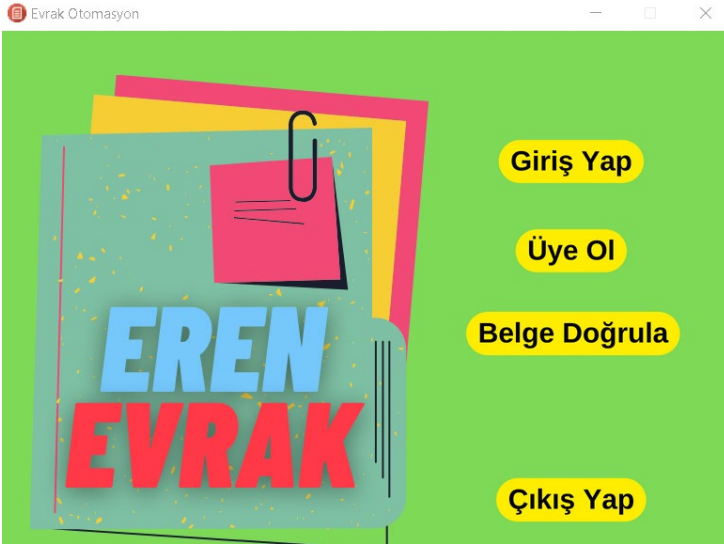 Evrak Otomasyon
EREN
EVRAK
Giriş Yap
Üye Ol
Belge Doğrula
Çıkış Yap